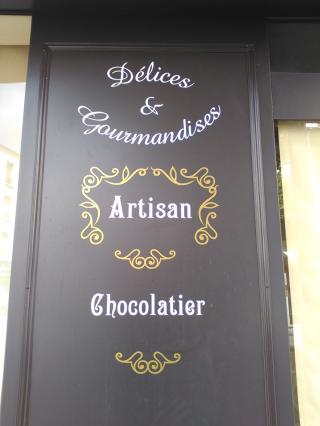 Délices
&
Gourmandises
Artisan
Chocolatier